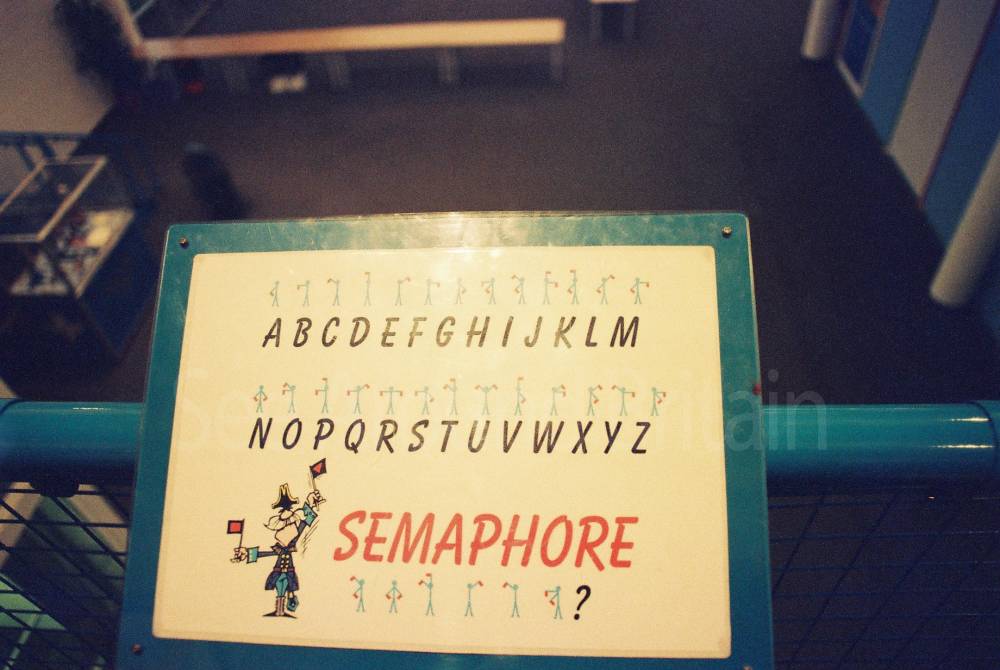 ABCDEFGHIJKLM
NOPQRSTUVWXYZ
SEMAPHORE
?